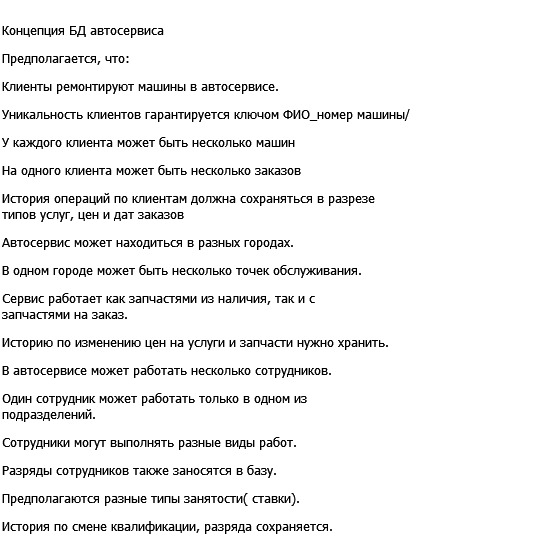 Концепция БД автосервиса
Предполагается, что:
Клиенты ремонтируют машины в автосервисе.
Уникальность клиентов гарантируется ключом ФИО_номер машины/
У каждого клиента может быть несколько машин
На одного клиента может быть несколько заказов
История операций по клиентам должна сохраняться в разрезе
типов услуг, цен и дат заказов
Автосервис может находиться в разных городах.
В одном городе может быть несколько точек обслуживания.
Сервис работает как запчастями из наличия, так и с
запчастями на заказ.
Историю по изменению цен на услуги и запчасти нужно хранить.
В автосервисе может работать несколько сотрудников.
Один сотрудник может работать только в одном из
подразделений.
Сотрудники могут выполнять разные виды работ.
Разряды сотрудников также заносятся в базу.
Предполагаются разные типы занятости( ставки).
История по смене квалификации, разряда сохраняется.